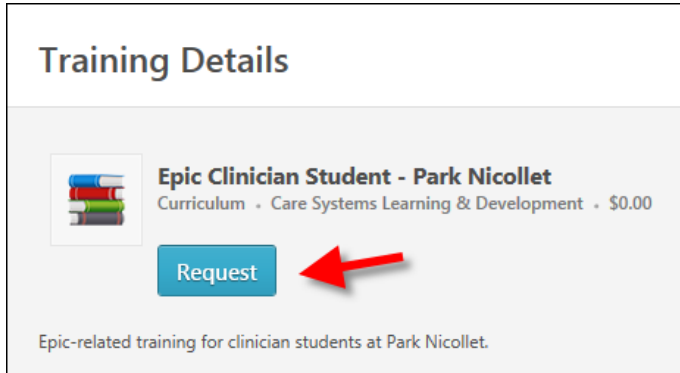 Training Details
Epic Clinician Student - Park Nicollet
Curriculum • Care Systems Learning & Development • $0.00
Request
Epic-related training for clinician students at Park Nicollet.